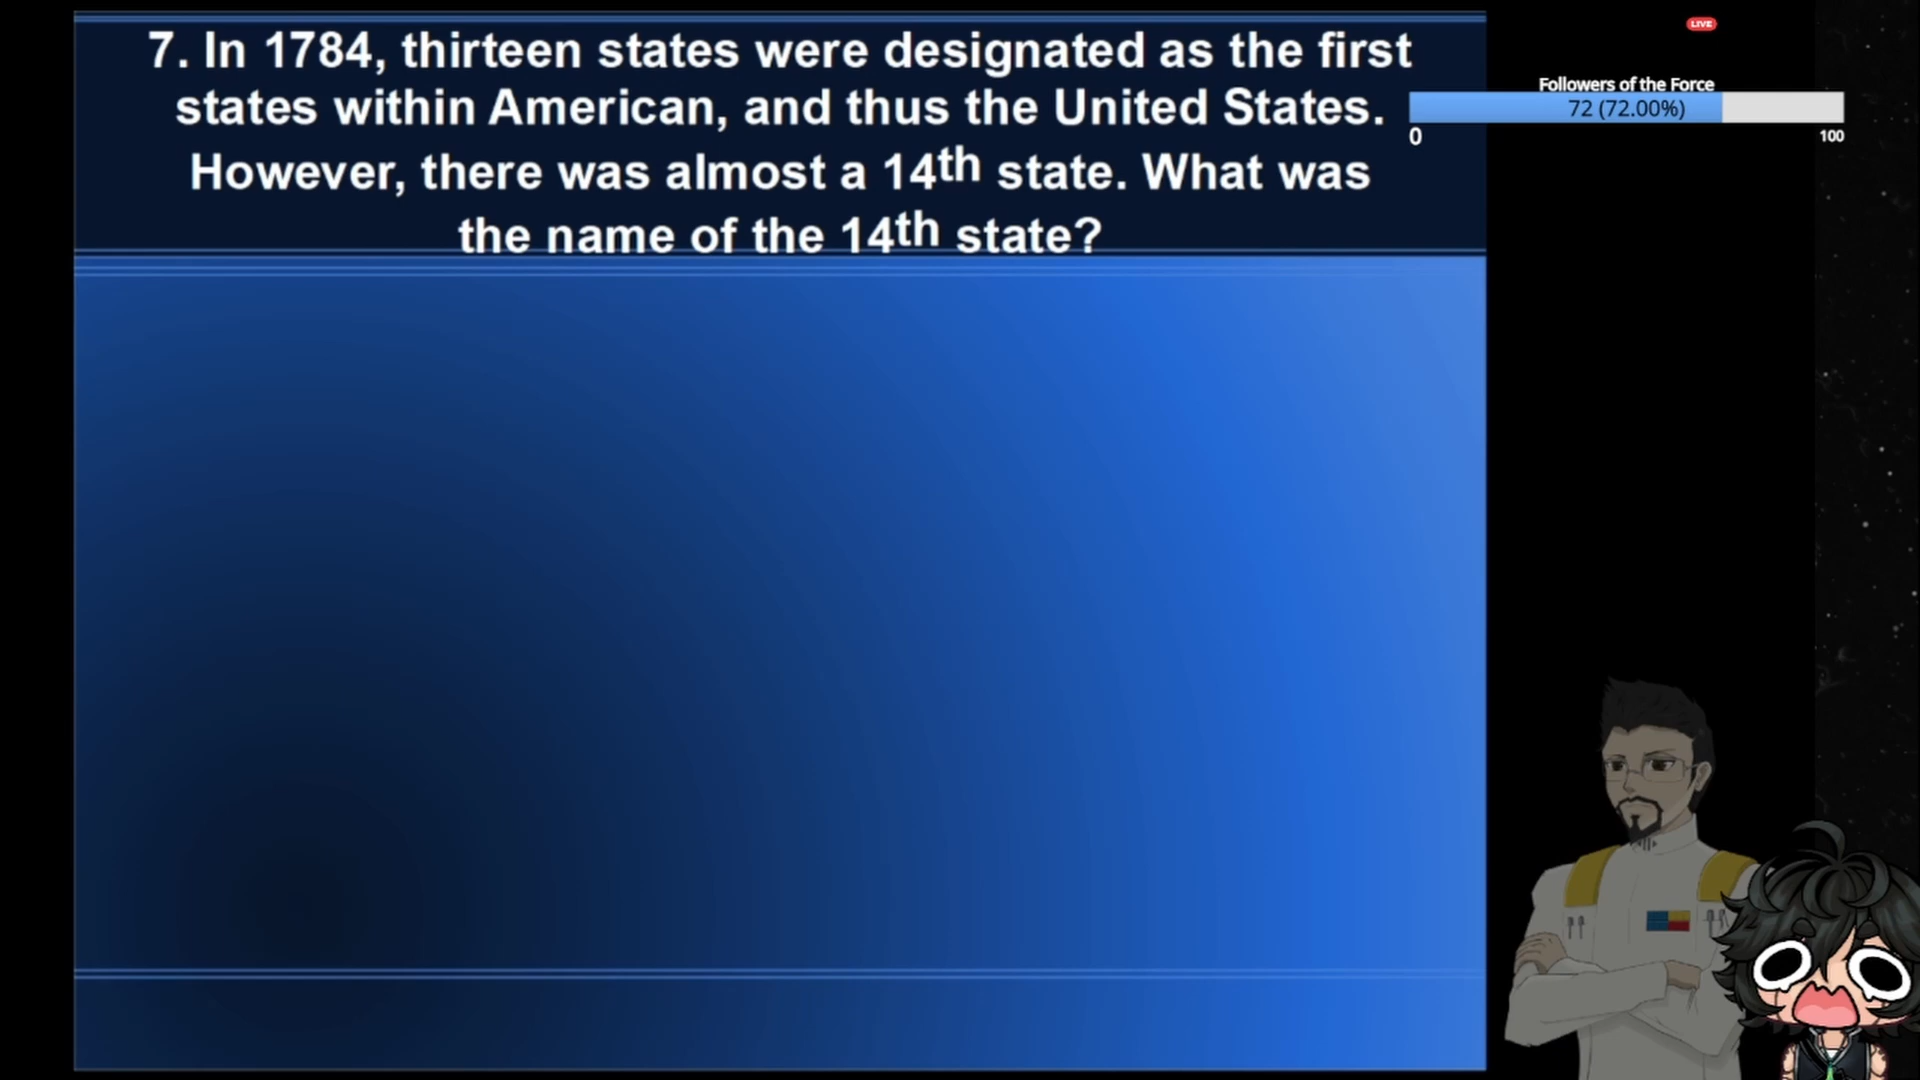 7. In 1784, thirteen states were designated as the first
states within American, and thus the United States.
However, there was almost a 14th state. What was
the name of the 14th state?
LIVE
Followers of the Force
72 (72.00%)
0
100